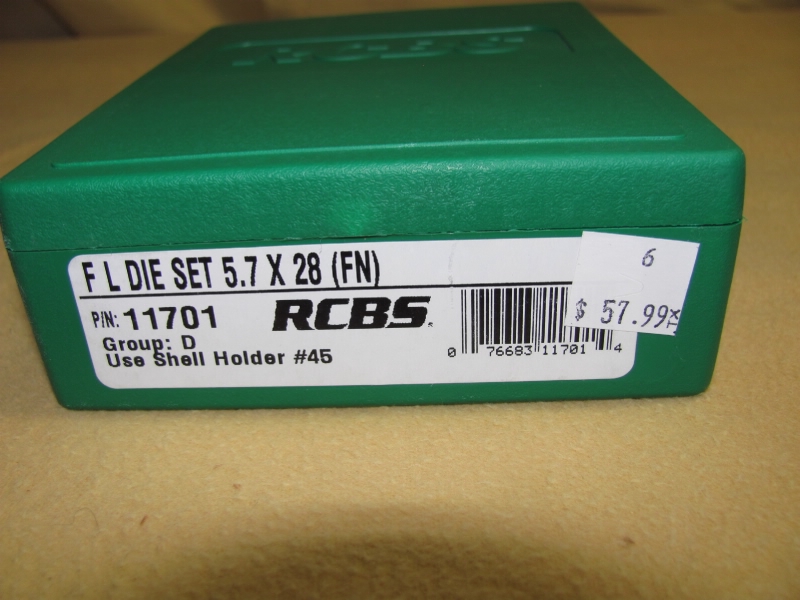 RCBS
F L DIE SET 5.7 X 28 (FN)
P/N: 11701
RCBS.
Group: D
Use Shell Holder #45
0 76683 11701 4
6
$ 57.99